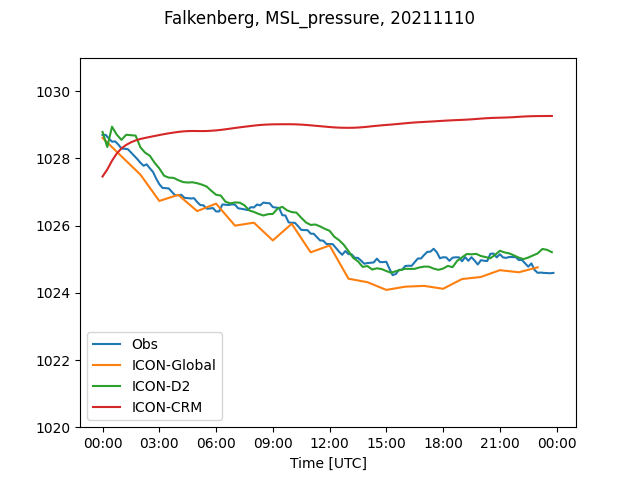 Falkenberg, MSL_pressure, 20211110
1030
1028
1026
1024
1022
1020
Obs
ICON-Global
ICON-D2
ICON-CRM
00:00 03:00 06:00 09:00 12:00 15:00 18:00 21:00 00:00
Time [UTC]